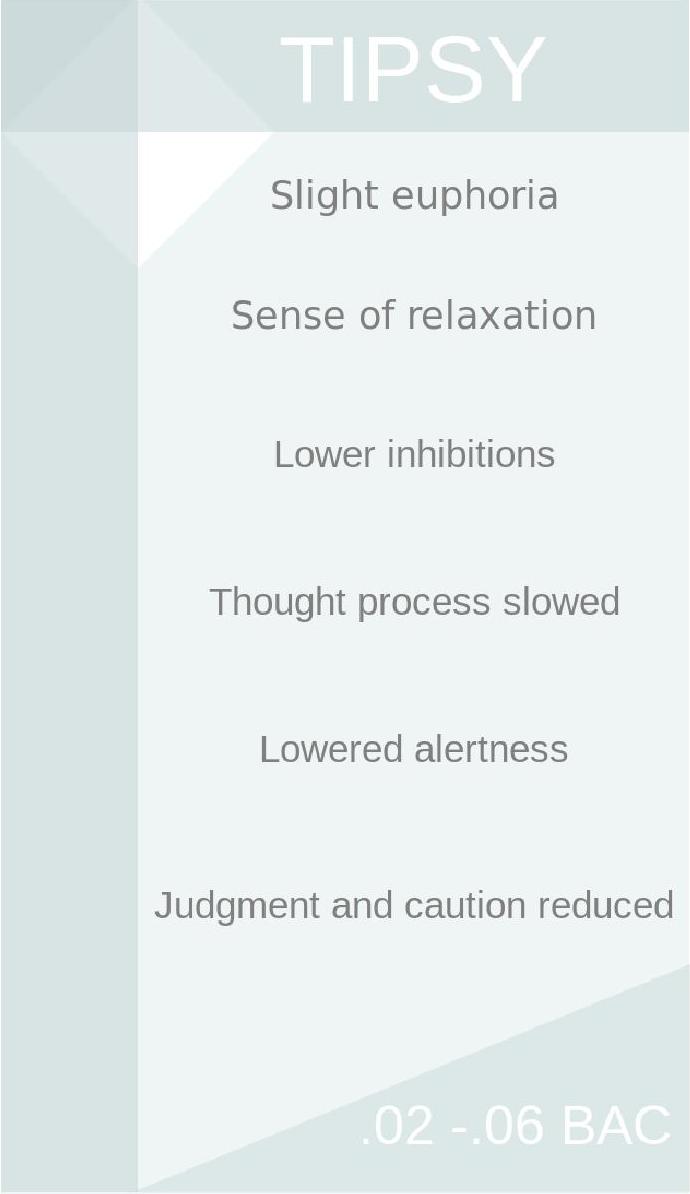 TIPSY
Slight euphoria
Sense of relaxation
Lower inhibitions
Thought process slowed
Lowered alertness
Judgment and caution reduced
.02 -.06 BAC